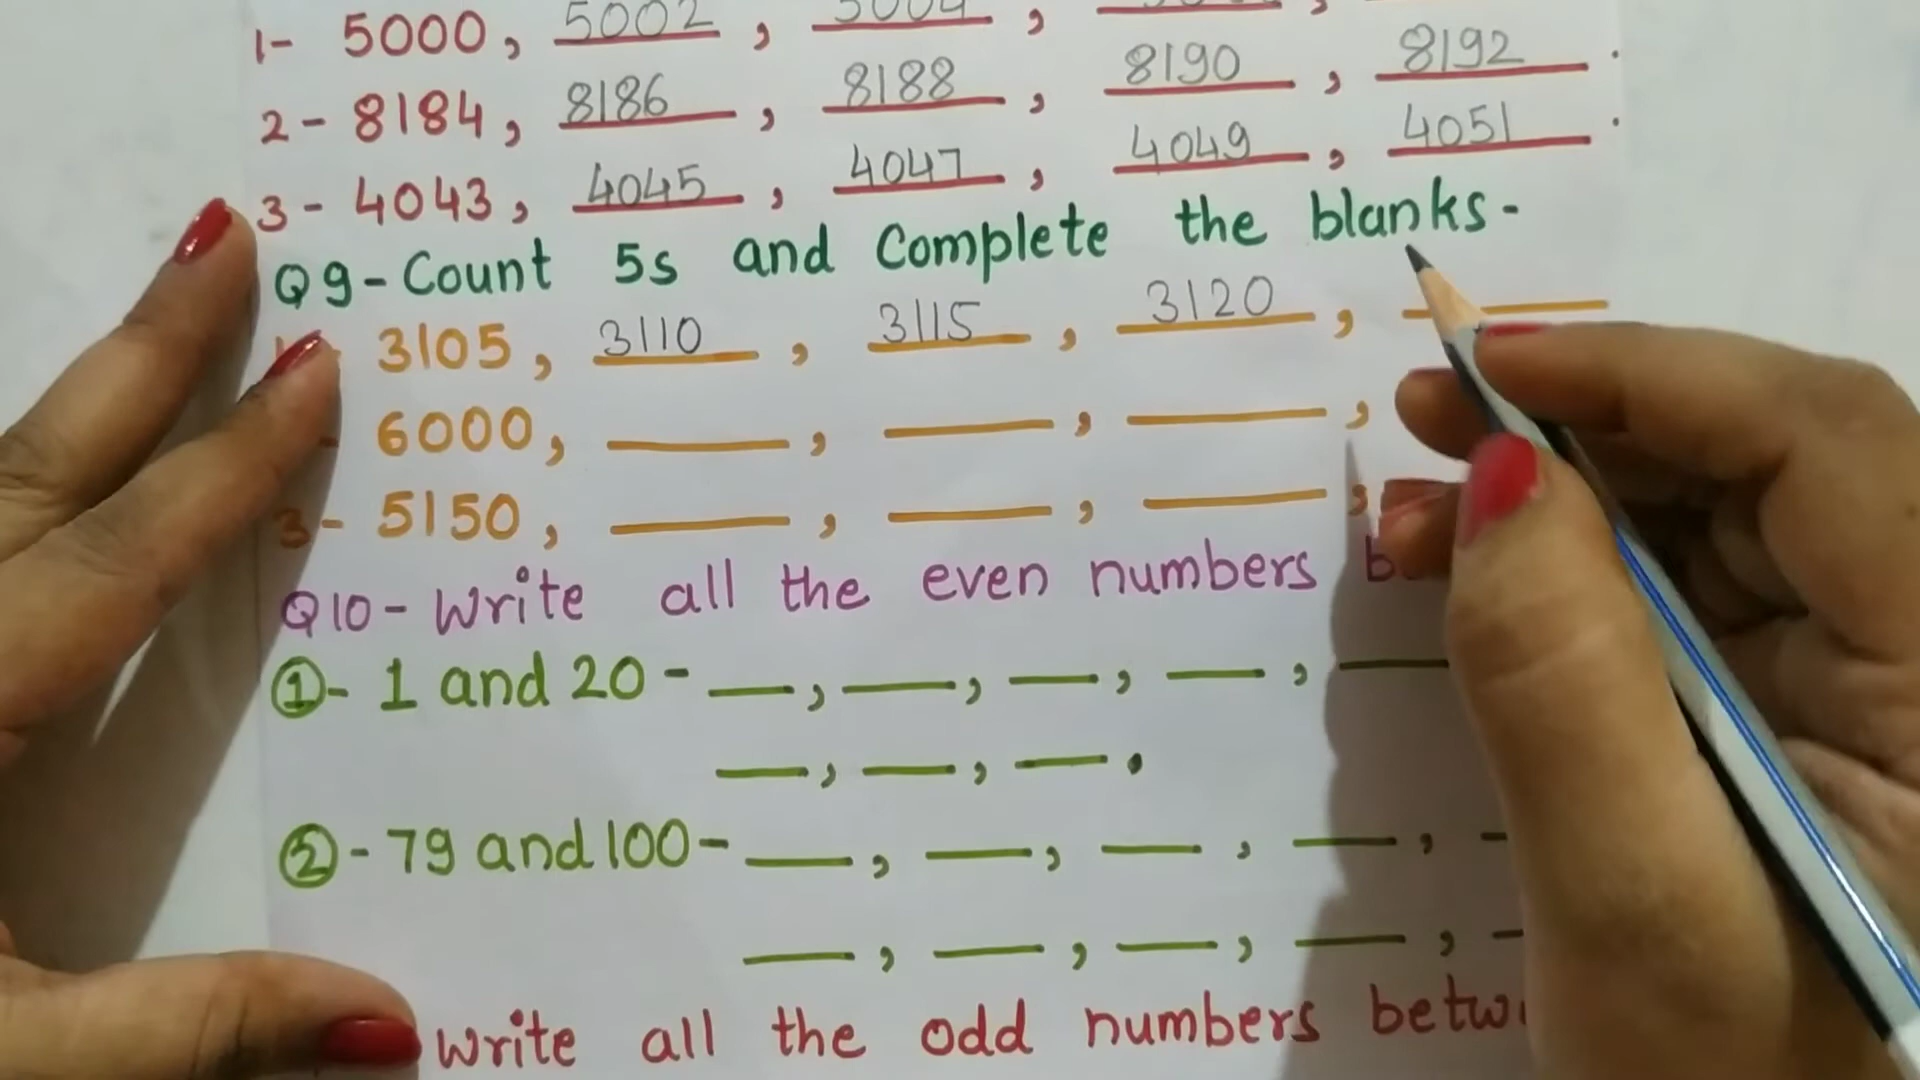 1- 5000, 5002, 5004,
2- 8184, 8186, 8188, 8190, 8192.
3- 4043, 4045, 4047, 4049, 4051.
Q9- Count 5s and Complete the blanks-
3105, 3110, 3115, 3120,
- 6000,
3- 5150,
Q10- Write all the even numbers
①- 1 and 20-
②- 79 and 100-
Write all the odd numbers